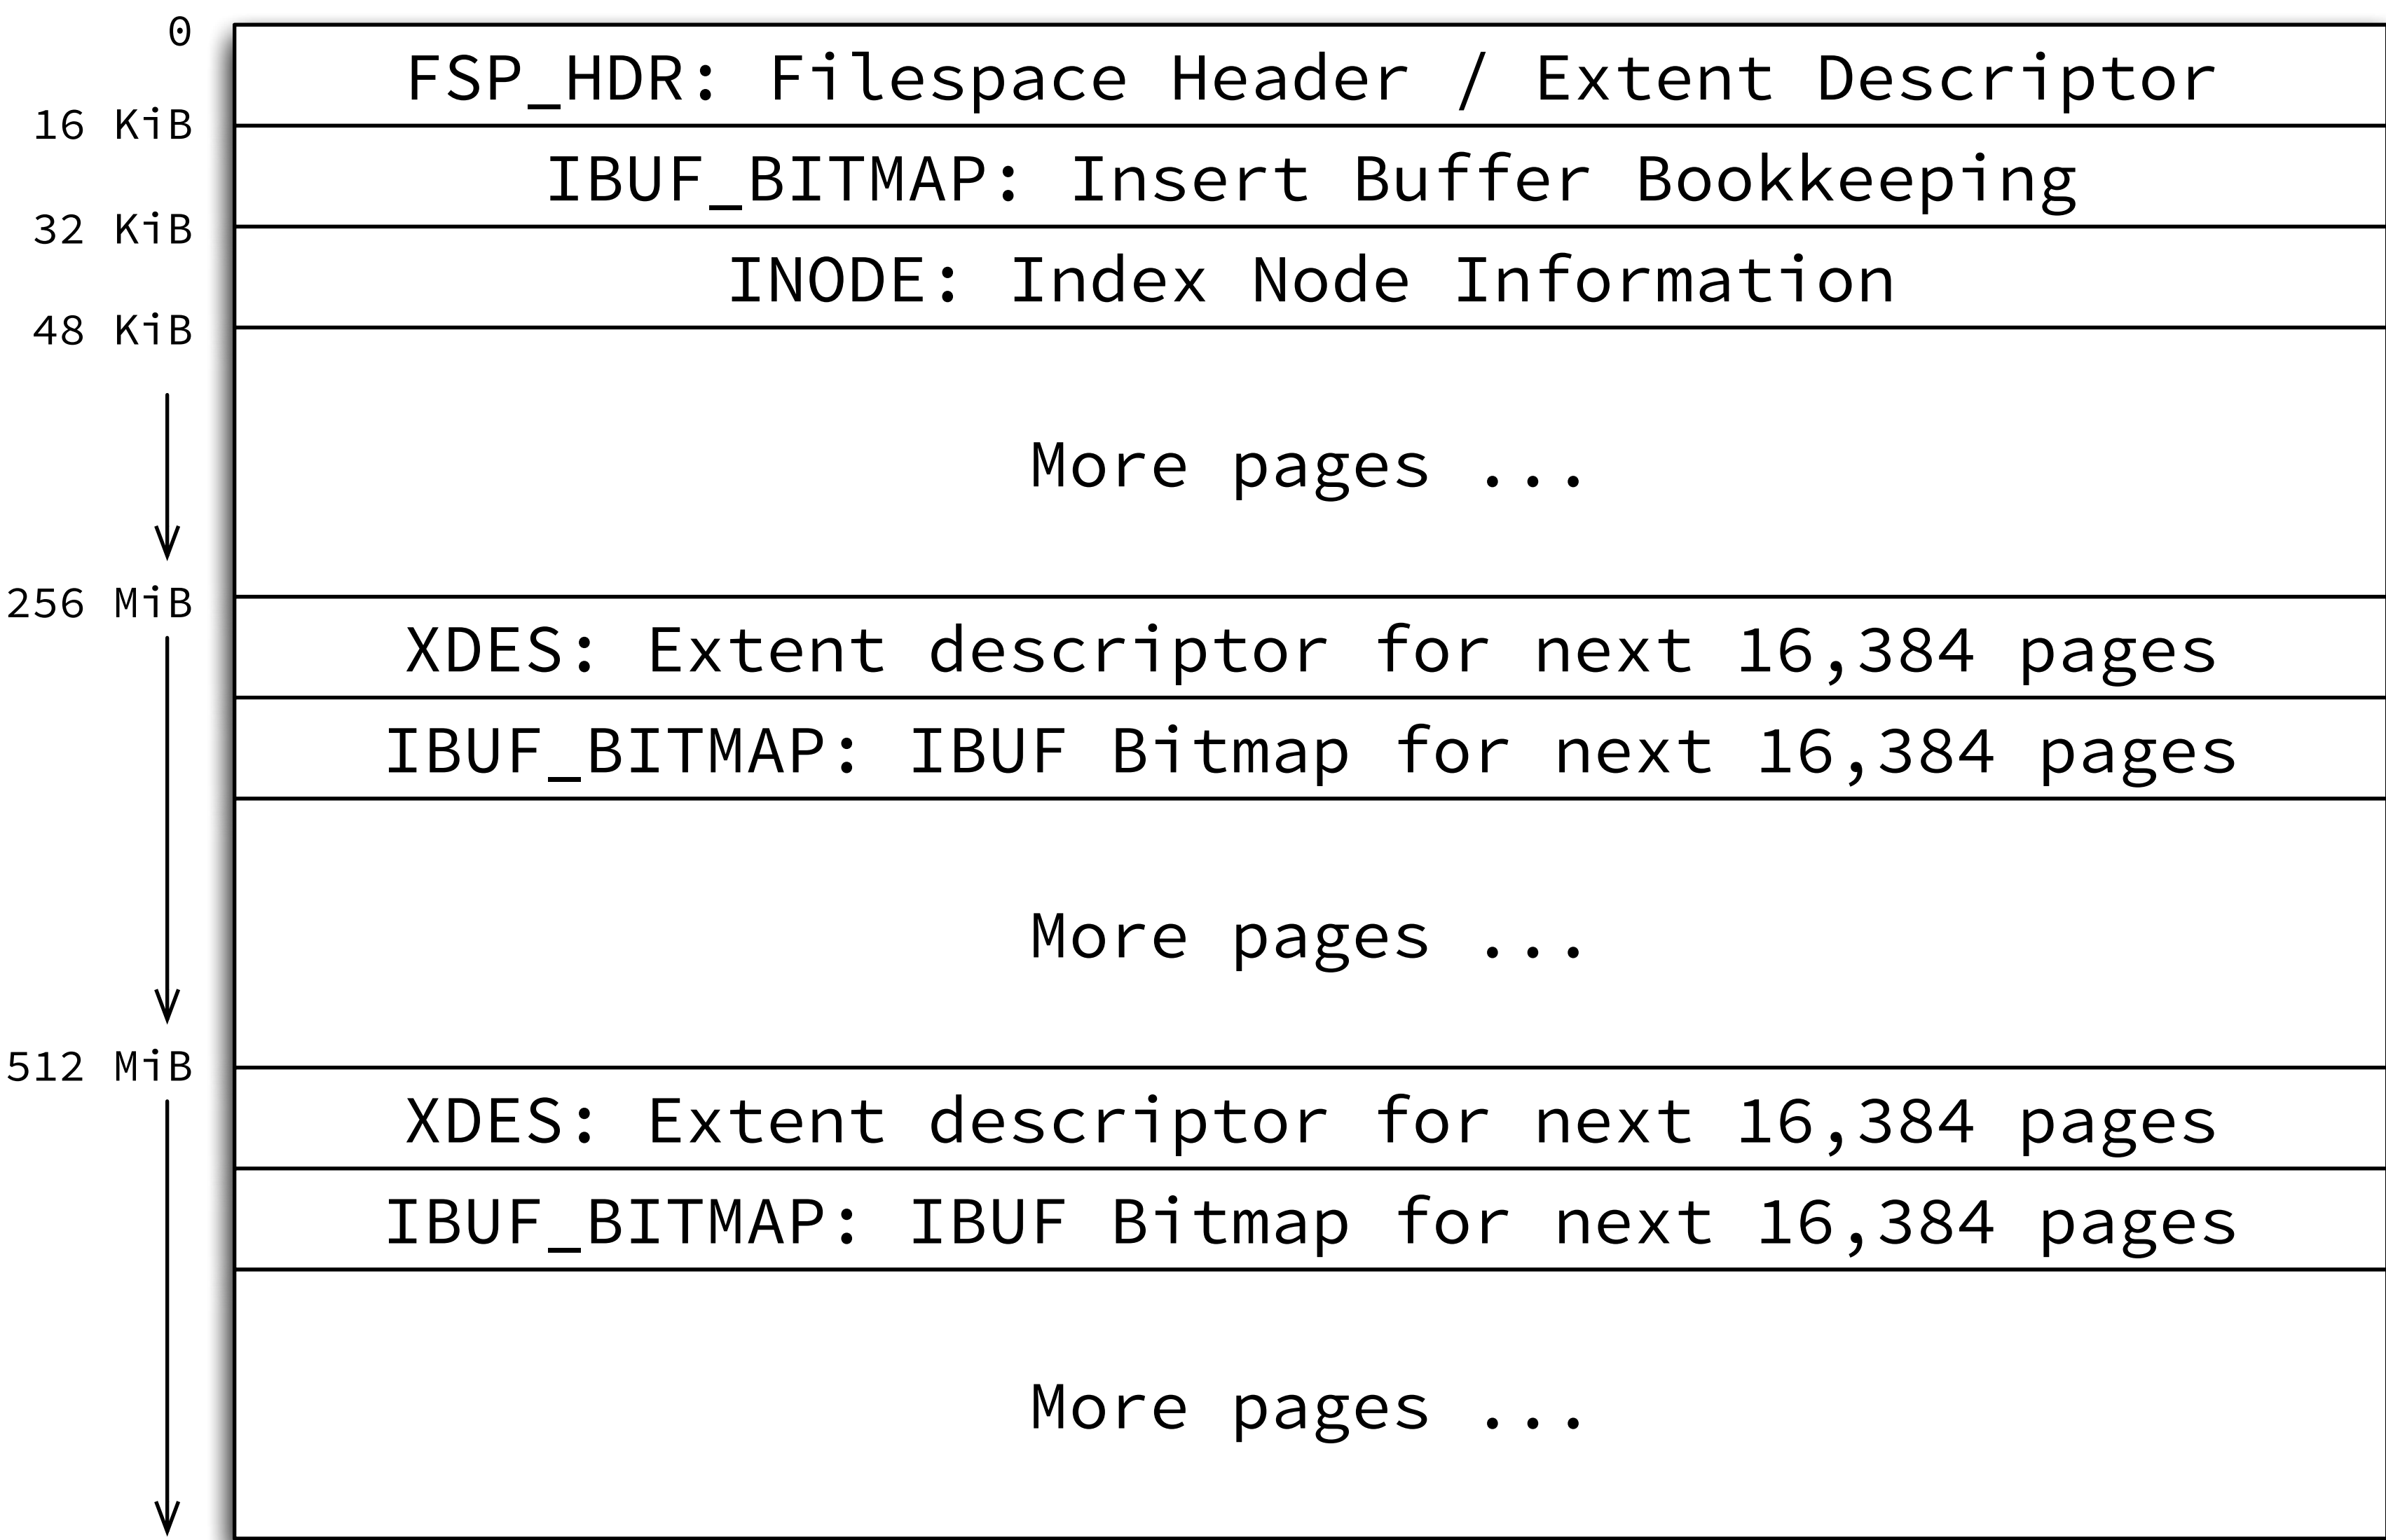 0
FSP_HDR: Filespace Header / Extent Descriptor
16 KiB
IBUF_BITMAP: Insert Buffer Bookkeeping
32 KiB
INODE: Index Node Information
48 KiB
More pages ...
256 MiB
XDES: Extent descriptor for next 16,384 pages
IBUF_BITMAP: IBUF Bitmap for next 16,384 pages
More pages ...
512 MiB
XDES: Extent descriptor for next 16,384 pages
IBUF_BITMAP: IBUF Bitmap for next 16,384 pages
More pages ...